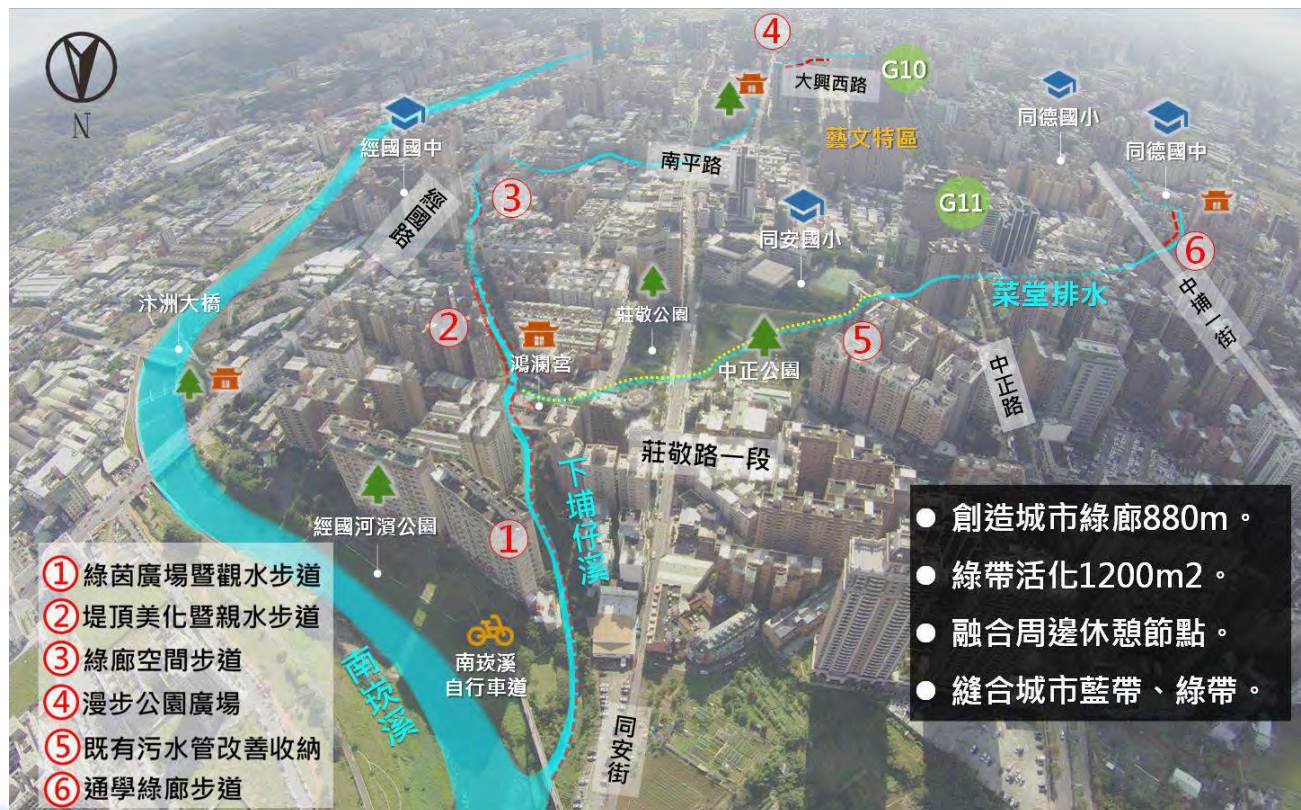 N
④
大興西路
G10
同德國小
同德國中
經國國中
藝文特區
南平路
③
經國路
G11
同安國小
⑥
汴洲大橋
莊敬公園
菜堂排水
中埔一街
②
鴻瀾宮
中正公園
⑤
中正路
莊敬路一段
下埔仔溪
經國河濱公園
①
南崁溪
自行車道
南崁溪
同安街
①綠茵廣場暨觀水步道
②堤頂美化暨親水步道
③綠廊空間步道
④漫步公園廣場
⑤既有污水管改善收納
⑥通學綠廊步道
● 創造城市綠廊880m。
● 綠帶活化1200m2。
● 融合周邊休憩節點。
● 縫合城市藍帶、綠帶。